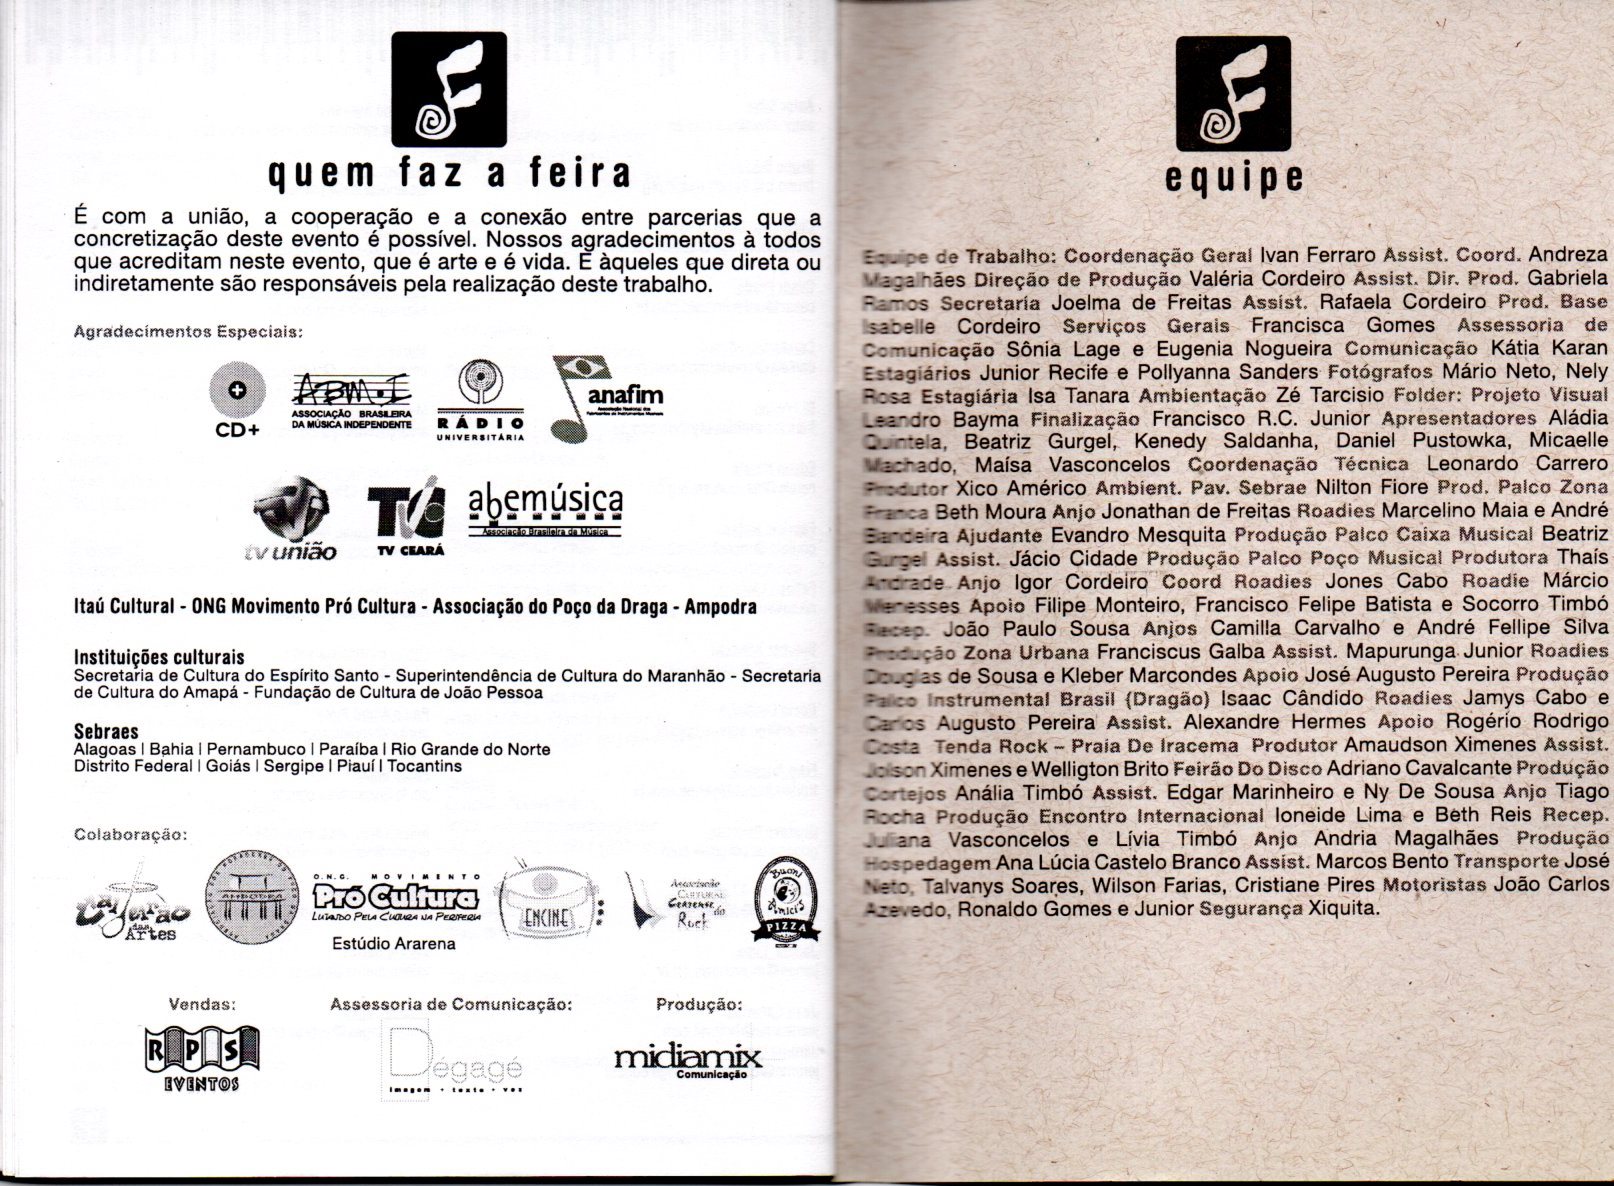 quem faz a feira
É com a união, a cooperação e a conexão entre parcerias que a
concretização deste evento é possível. Nossos agradecimentos à todos
que acreditam neste evento, que é arte e é vida. E àqueles que direta ou
indiretamente são responsáveis pela realização deste trabalho.
Agradecimentos Especiais:
CD+
ABM.I
ASSOCIAÇÃO BRASILEIRA
DA MÚSICA INDEPENDENTE
RÁDIO
UNIVERSITÁRIA
anafim
Associação Nacional dos
Fabricantes de Instrumentos Musicais
tv união
TV CEARÁ
abemúsica
Associação Brasileira da Música
Itaú Cultural - ONG Movimento Pró Cultura - Associação do Poço da Draga - Ampodra
Instituições culturais
Secretaria de Cultura do Espírito Santo - Superintendência de Cultura do Maranhão - Secretaria
de Cultura do Amapá - Fundação de Cultura de João Pessoa
Sebraes
Alagoas | Bahia | Pernambuco | Paraíba | Rio Grande do Norte
Distrito Federal | Goiás | Sergipe | Piauí | Tocantins
Colaboração:
das Artes
O.N.G. MOVIMENTO
Pró Cultura
LUTANDO PELA CULTURA NA PERIFERIA
Estúdio Ararena
ENCINE
Associação
Cultural
Cearense
do Rock
Buoni
Amici's
PIZZA
Vendas:
RPS
EVENTOS
Assessoria de Comunicação:
Dégagé
imagem • texto • voz
Produção:
midiamix
Comunicação
equipe
Equipe de Trabalho: Coordenação Geral Ivan Ferraro Assist. Coord. Andreza
Magalhães Direção de Produção Valéria Cordeiro Assist. Dir. Prod. Gabriela
Ramos Secretaria Joelma de Freitas Assist. Rafaela Cordeiro Prod. Base
Isabelle Cordeiro Serviços Gerais Francisca Gomes Assessoria de
Comunicação Sônia Lage e Eugenia Nogueira Comunicação Kátia Karan
Estagiários Junior Recife e Pollyanna Sanders Fotógrafos Mário Neto, Nely
Rosa Estagiária Isa Tanara Ambientação Zé Tarcisio Folder: Projeto Visual
Leandro Bayma Finalização Francisco R.C. Junior Apresentadores Aládia
Quintela, Beatriz Gurgel, Kenedy Saldanha, Daniel Pustowka, Micaelle
Machado, Maísa Vasconcelos Coordenação Técnica Leonardo Carrero
Produtor Xico Américo Ambient. Pav. Sebrae Nilton Fiore Prod. Palco Zona
Franca Beth Moura Anjo Jonathan de Freitas Roadies Marcelino Maia e André
Bandeira Ajudante Evandro Mesquita Produção Palco Caixa Musical Beatriz
Gurgel Assist. Jácio Cidade Produção Palco Poço Musical Produtora Thaís
Andrade Anjo Igor Cordeiro Coord Roadies Jones Cabo Roadie Márcio
Menesses Apoio Filipe Monteiro, Francisco Felipe Batista e Socorro Timbó
Recep. João Paulo Sousa Anjos Camilla Carvalho e André Fellipe Silva
Produção Zona Urbana Franciscus Galba Assist. Mapurunga Junior Roadies
Douglas de Sousa e Kleber Marcondes Apoio José Augusto Pereira Produção
Palco Instrumental Brasil (Dragão) Isaac Cândido Roadies Jamys Cabo e
Carlos Augusto Pereira Assist. Alexandre Hermes Apoio Rogério Rodrigo
Costa Tenda Rock – Praia De Iracema Produtor Amaudson Ximenes Assist.
Joison Ximenes e Welligton Brito Feirão Do Disco Adriano Cavalcante Produção
Cortejos Anália Timbó Assist. Edgar Marinheiro e Ny De Sousa Anjo Tiago
Rocha Produção Encontro Internacional Ioneide Lima e Beth Reis Recep.
Juliana Vasconcelos e Lívia Timbó Anjo Andria Magalhães Produção
Hospedagem Ana Lúcia Castelo Branco Assist. Marcos Bento Transporte José
Neto, Talvanys Soares, Wilson Farias, Cristiane Pires Motoristas João Carlos
Azevedo, Ronaldo Gomes e Junior Segurança Xiquita.